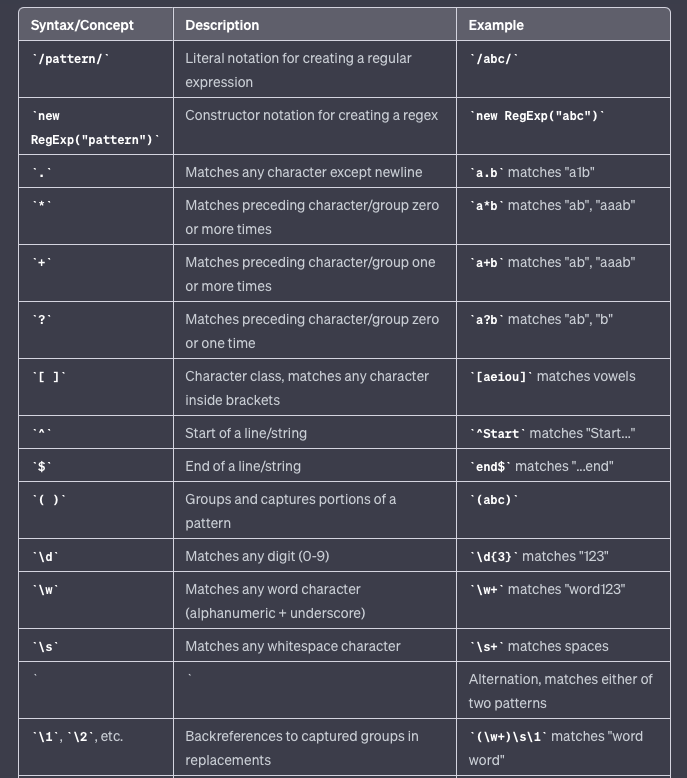 Syntax/Concept Description Example
`/pattern/` Literal notation for creating a regular `/abc/`
expression
`new Constructor notation for creating a regex `new RegExp("abc")`
RegExp("pattern")`
`.` Matches any character except newline `a.b` matches "a1b"
`*` Matches preceding character/group zero `a*b` matches "ab", "aaab"
or more times
`+` Matches preceding character/group one `a+b` matches "ab", "aaab"
or more times
`?` Matches preceding character/group zero `a?b` matches "ab", "b"
or one time
`[ ]` Character class, matches any character `[aeiou]` matches vowels
inside brackets
`^` Start of a line/string `^Start` matches "Start..."
`$` End of a line/string `end$` matches "...end"
`( )` Groups and captures portions of a `(abc)`
pattern
`\d` Matches any digit (0-9) `\d{3}` matches "123"
`\w` Matches any word character `\w+` matches "word123"
(alphanumeric + underscore)
`\s` Matches any whitespace character `\s+` matches spaces
` ` Alternation, matches either of
two patterns
`\1`, `\2`, etc. Backreferences to captured groups in `(\w+)\s\1` matches "word
replacements word"